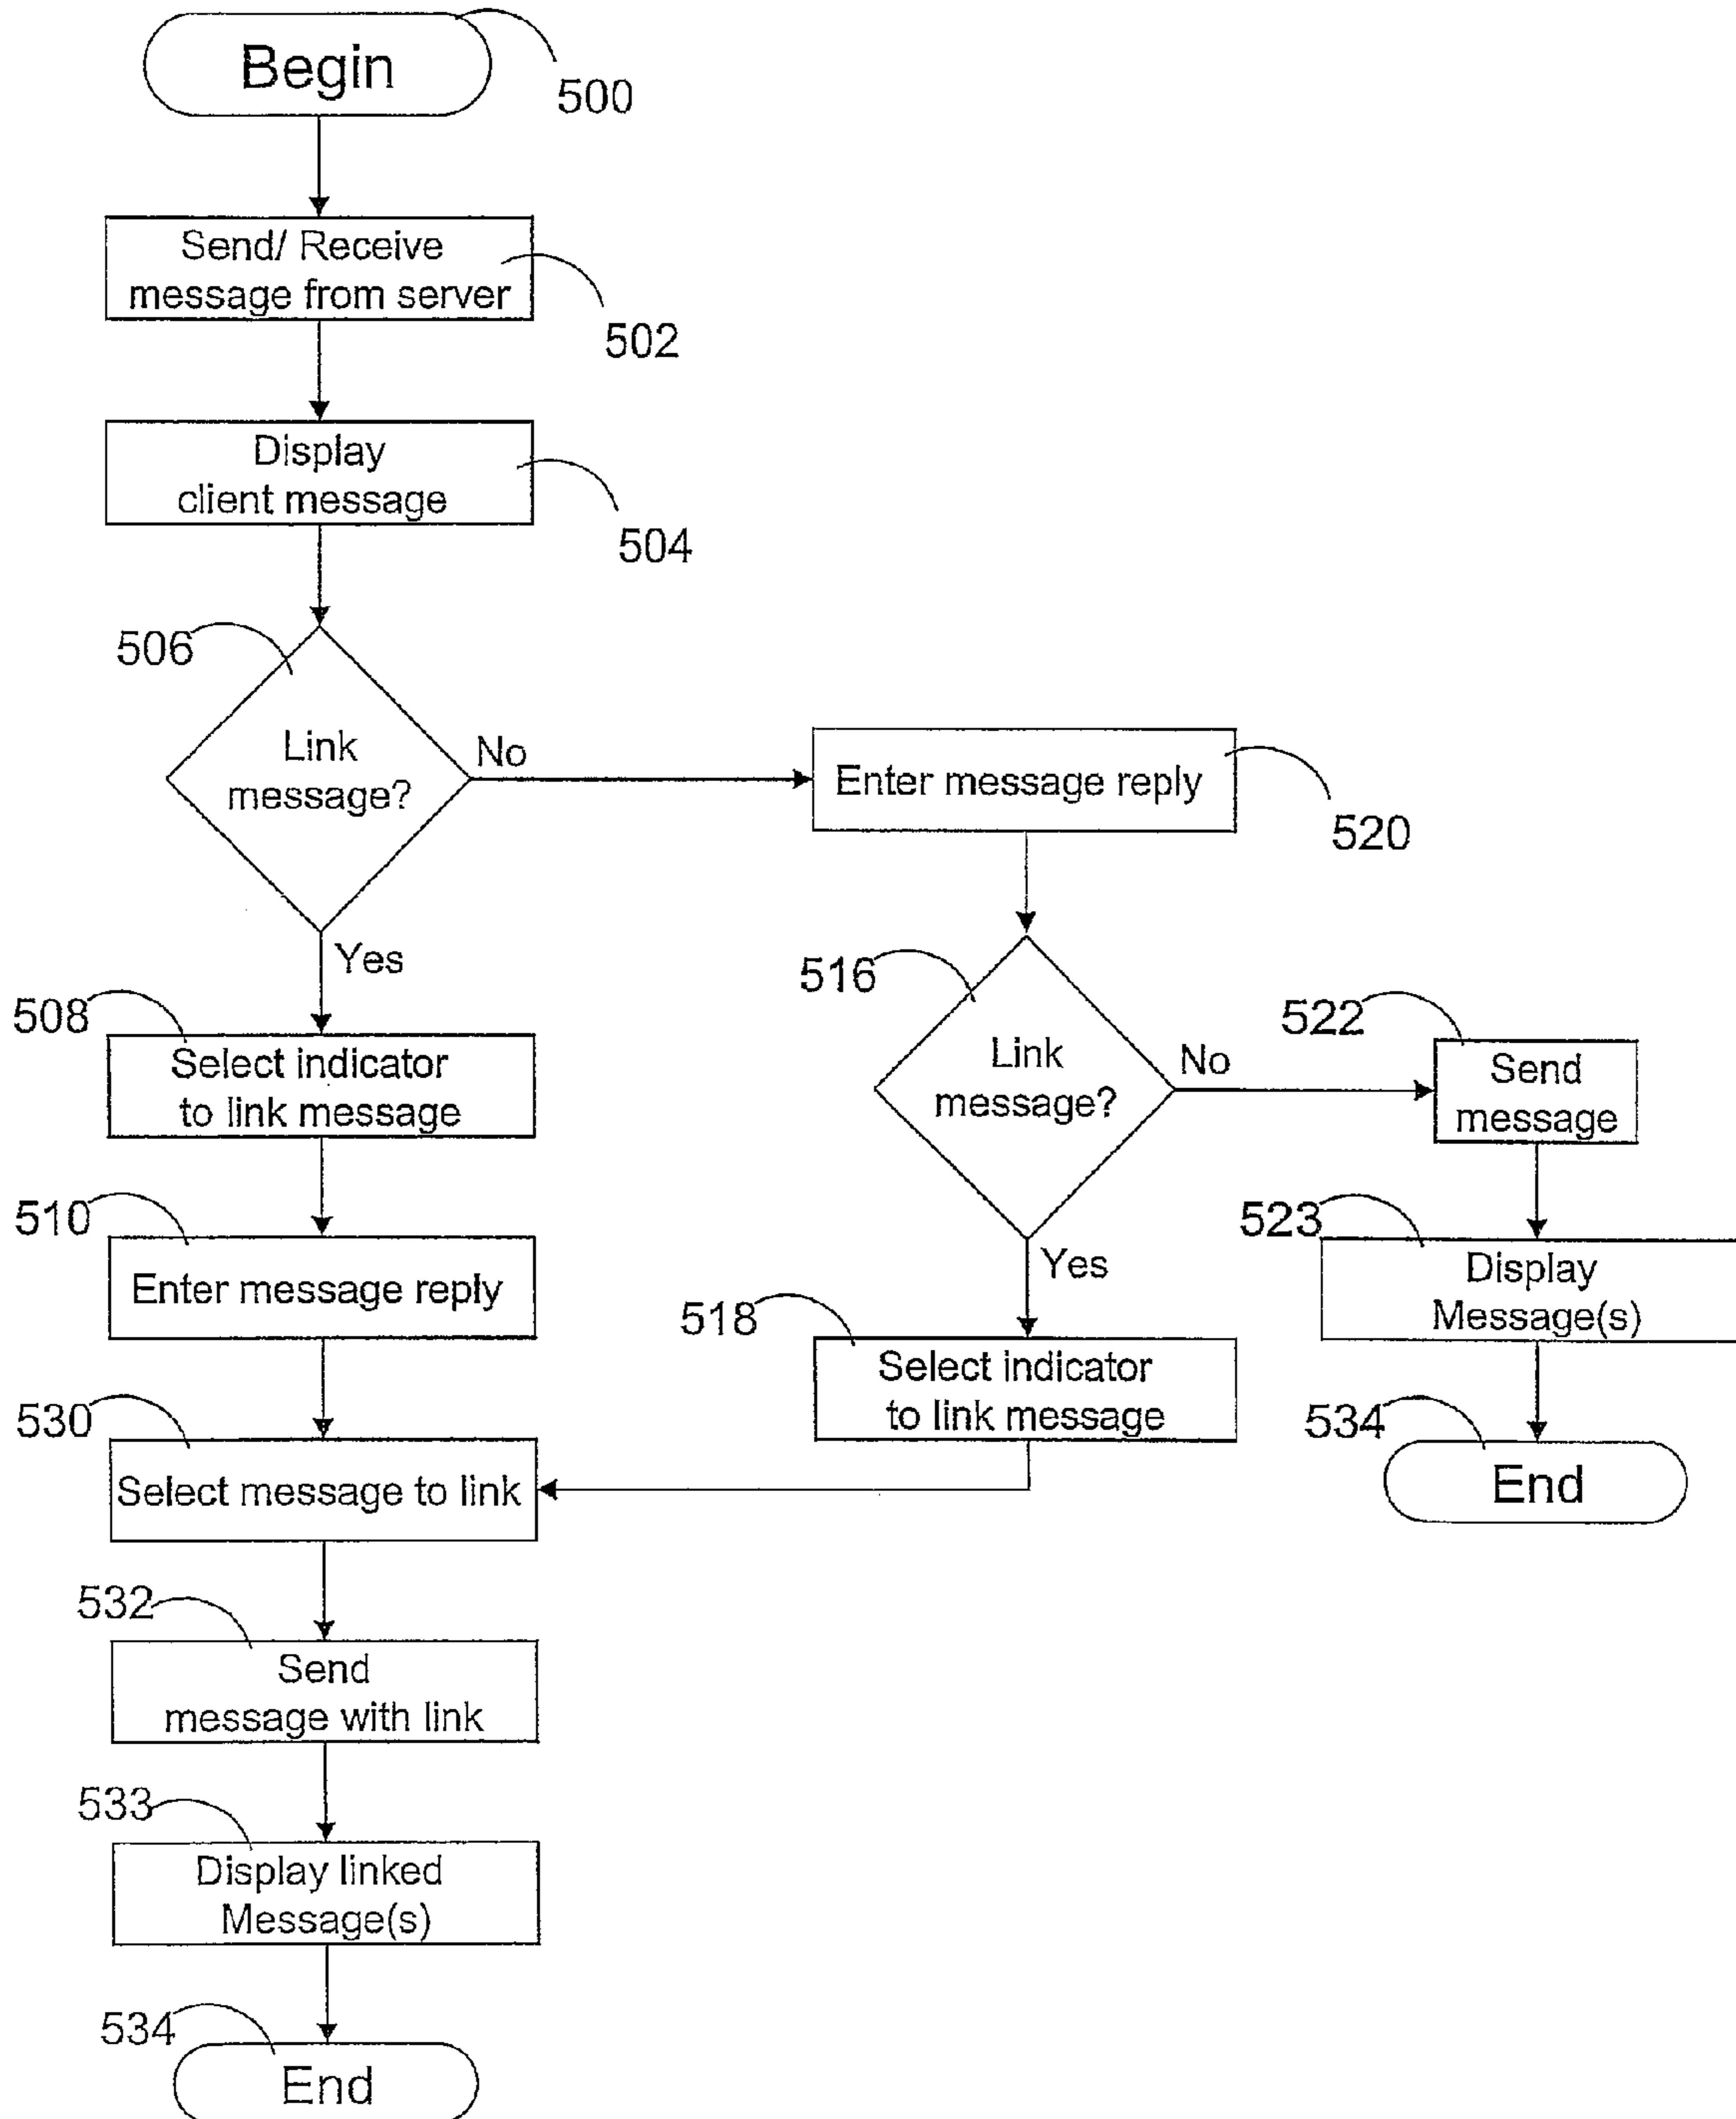 Begin
500
Send/ Receive
message from server
502
Display
client message
504
506
Link
message?
No
Yes
Enter message reply
520
508
Select indicator
to link message
516
Link
message?
No
Yes
522
Send
message
510
Enter message reply
523
Display
Message(s)
518
Select indicator
to link message
530
Select message to link
534
End
532
Send
message with link
533
Display linked
Message(s)
534
End